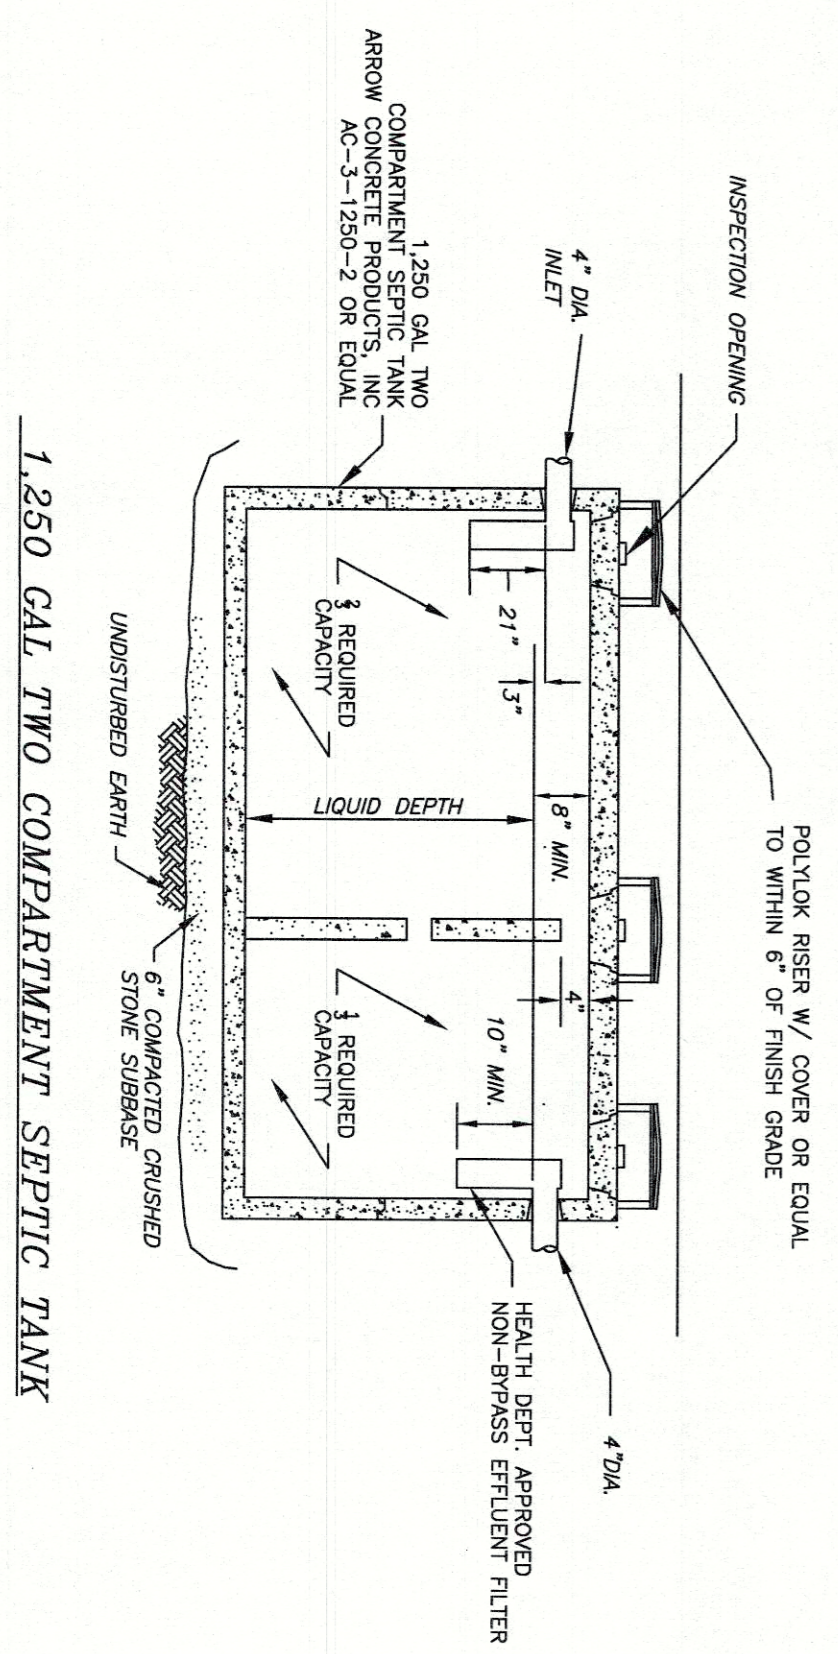 POLYLOK RISER W/ COVER OR EQUAL
TO WITHIN 6" OF FINISH GRADE
INSPECTION OPENING
4" DIA.
INLET
4"DIA.
21"
3"
8" MIN.
4"
10" MIN.
HEALTH DEPT. APPROVED
NON-BYPASS EFFLUENT FILTER
1,250 GAL TWO
COMPARTMENT SEPTIC TANK
ARROW CONCRETE PRODUCTS, INC
AC-3-1250-2 OR EQUAL
LIQUID DEPTH
2/3 REQUIRED
CAPACITY
1/3 REQUIRED
CAPACITY
UNDISTURBED EARTH
6" COMPACTED CRUSHED
STONE SUBBASE
1,250 GAL TWO COMPARTMENT SEPTIC TANK